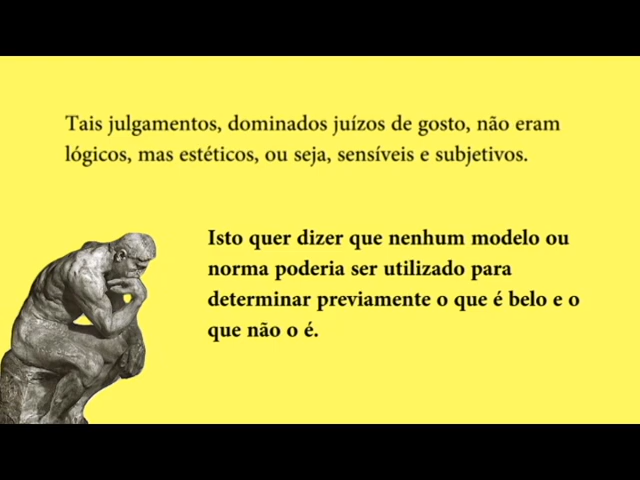 Tais julgamentos, dominados juízos de gosto, não eram
lógicos, mas estéticos, ou seja, sensíveis e subjetivos.
Isto quer dizer que nenhum modelo ou
norma poderia ser utilizado para
determinar previamente o que é belo e o
que não o é.